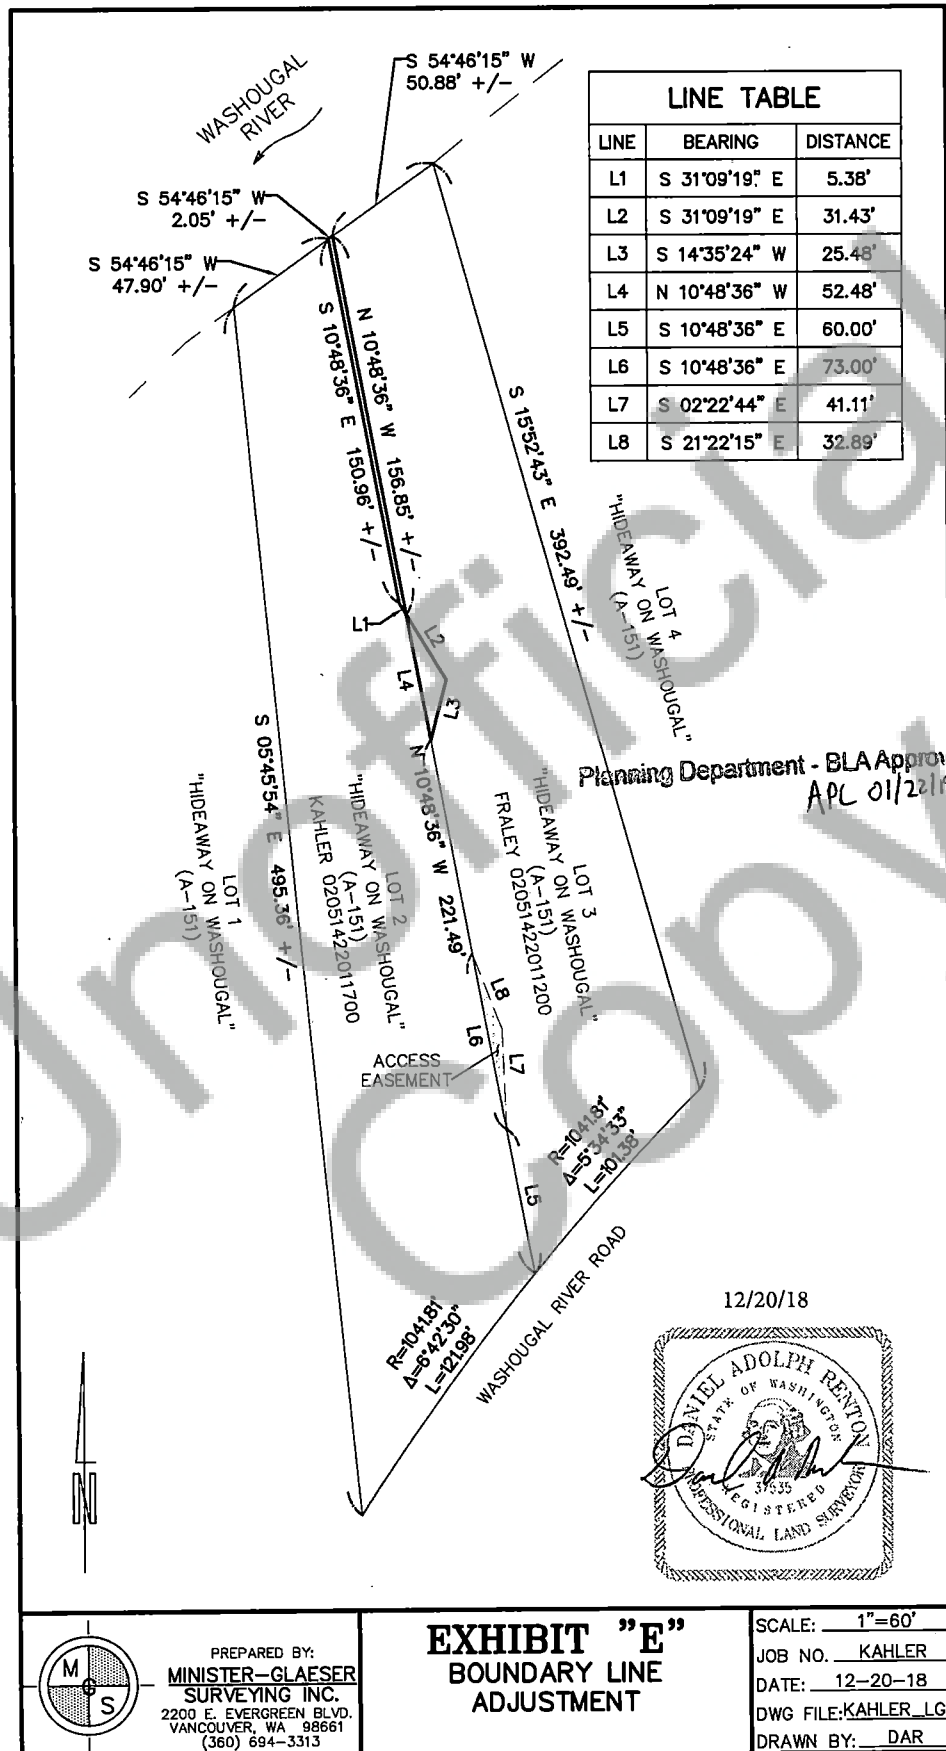 S 54°46'15" W
50.88' +/-
WASHOUGAL
RIVER
S 54°46'15" W
2.05' +/-
S 54°46'15" W
47.90' +/-
LINE TABLE
LINE BEARING DISTANCE
L1 S 31°09'19" E 5.38'
L2 S 31°09'19" E 31.43'
L3 S 14°35'24" W 25.48'
L4 N 10°48'36" W 52.48'
L5 S 10°48'36" E 60.00'
L6 S 10°48'36" E 73.00'
L7 S 02°22'44" E 41.11'
L8 S 21°22'15" E 32.89'
N 10°48'36" W 156.85' +/-
S 10°48'36" E 150.96' +/-
S 15°52'43" E 392.49' +/-
LOT 4
"HIDEAWAY ON WASHOUGAL"
(A-151)
L1
L2
L4
L3
Planning Department - BLA Approv
APL 01/22/1
S 05°45'54" E 495.36' +/-
N 10°48'36" W 221.49'
LOT 1
"HIDEAWAY ON WASHOUGAL"
(A-151)
LOT 2
"HIDEAWAY ON WASHOUGAL"
(A-151)
KAHLER 02051422011700
LOT 3
"HIDEAWAY ON WASHOUGAL"
(A-151)
FRALEY 02051422011200
L8
L6
L7
ACCESS
EASEMENT
R=1041.81'
Δ=5°34'33"
L=101.38'
L5
WASHOUGAL RIVER ROAD
R=1041.81'
Δ=6°42'30"
L=121.98'
N
12/20/18
DANIEL ADOLPH RENTON
STATE OF WASHINGTON
37535
REGISTERED
PROFESSIONAL LAND SURVEYOR
Unofficial
Copy
M
G
S
PREPARED BY:
MINISTER-GLAESER
SURVEYING INC.
2200 E. EVERGREEN BLVD.
VANCOUVER, WA 98661
(360) 694-3313
EXHIBIT "E"
BOUNDARY LINE
ADJUSTMENT
SCALE: 1"=60'
JOB NO. KAHLER
DATE: 12-20-18
DWG FILE: KAHLER_LG
DRAWN BY: DAR